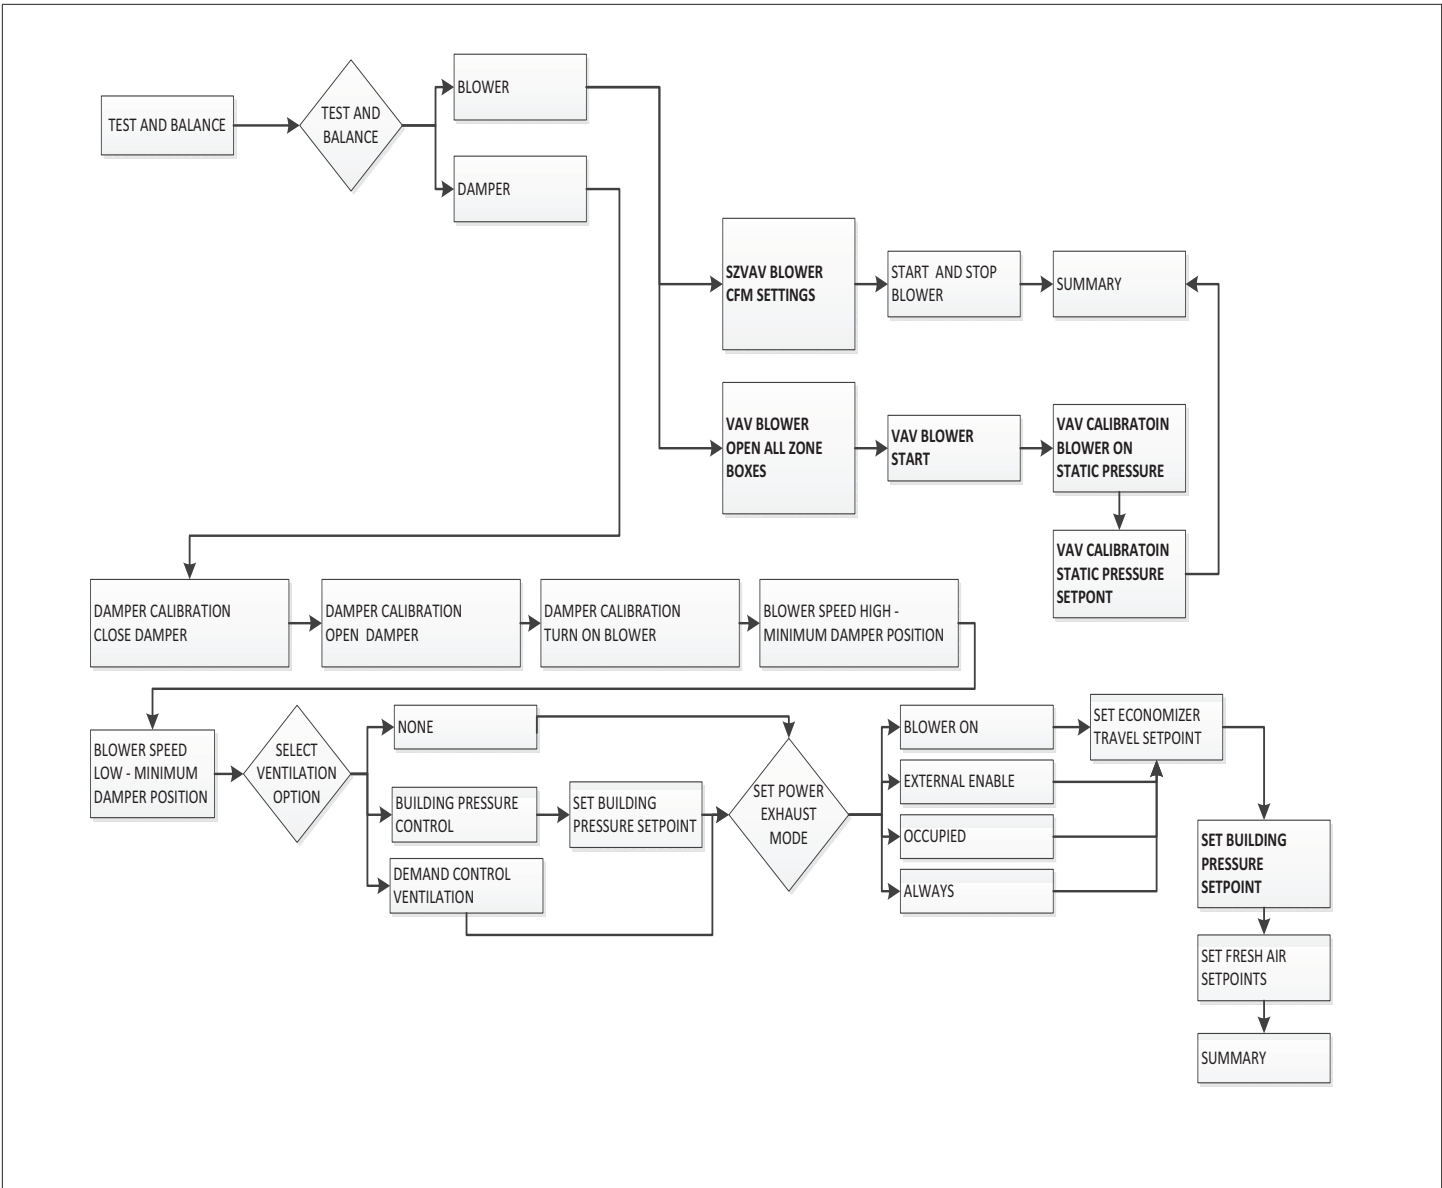 TEST AND BALANCE
TEST AND
BALANCE
BLOWER
DAMPER
SZVAV BLOWER
CFM SETTINGS
START AND STOP
BLOWER
SUMMARY
VAV BLOWER
OPEN ALL ZONE
BOXES
VAV BLOWER
START
VAV CALIBRATOIN
BLOWER ON
STATIC PRESSURE
VAV CALIBRATOIN
STATIC PRESSURE
SETPONT
DAMPER CALIBRATION
CLOSE DAMPER
DAMPER CALIBRATION
OPEN DAMPER
DAMPER CALIBRATION
TURN ON BLOWER
BLOWER SPEED HIGH -
MINIMUM DAMPER POSITION
BLOWER SPEED
LOW - MINIMUM
DAMPER POSITION
SELECT
VENTILATION
OPTION
NONE
BUILDING PRESSURE
CONTROL
SET BUILDING
PRESSURE SETPOINT
DEMAND CONTROL
VENTILATION
SET POWER
EXHAUST
MODE
BLOWER ON
EXTERNAL ENABLE
OCCUPIED
ALWAYS
SET ECONOMIZER
TRAVEL SETPOINT
SET BUILDING
PRESSURE
SETPOINT
SET FRESH AIR
SETPOINTS
SUMMARY